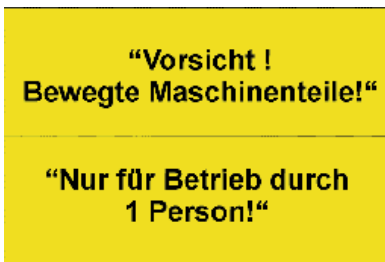 “Vorsicht !
Bewegte Maschinenteile!“
“Nur für Betrieb durch
1 Person!“